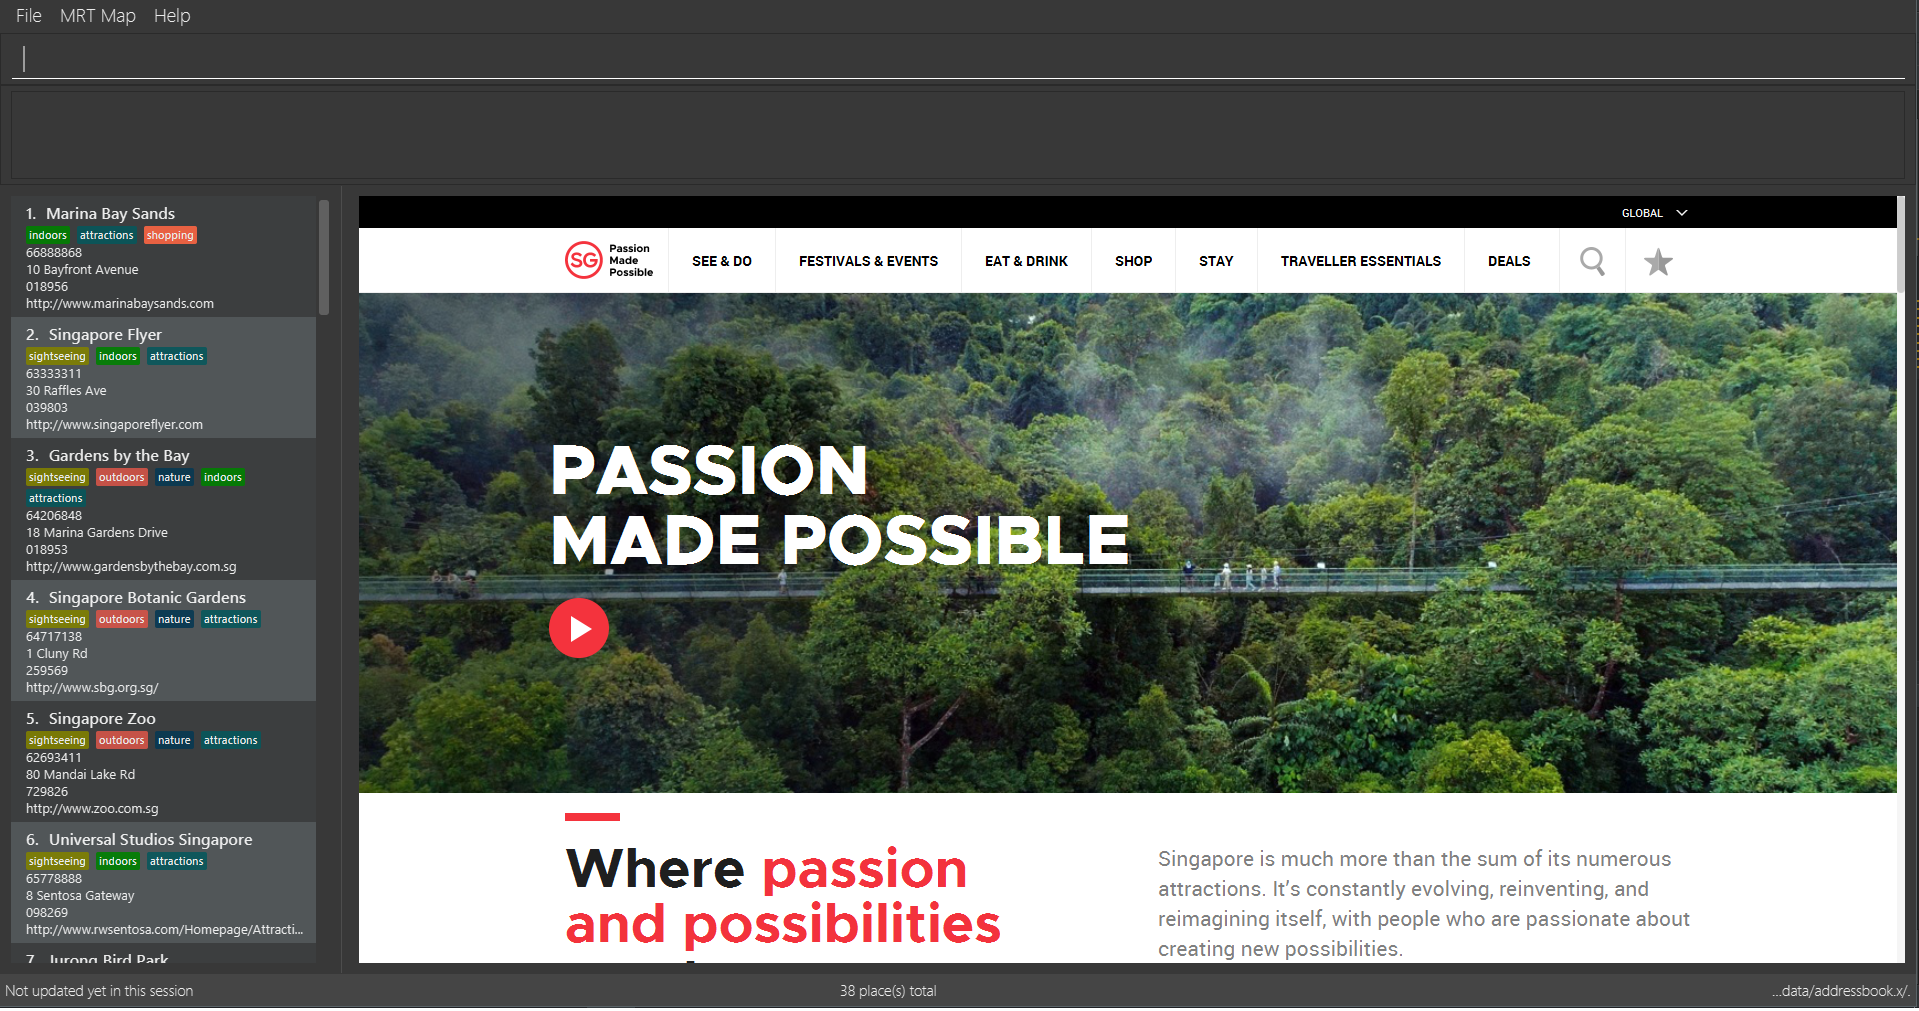 File MRT Map Help
1. Marina Bay Sands
indoors attractions shopping
66888868
10 Bayfront Avenue
018956
http://www.marinabaysands.com
2. Singapore Flyer
sightseeing indoors attractions
63333311
30 Raffles Ave
039803
http://www.singaporeflyer.com
3. Gardens by the Bay
sightseeing outdoors nature indoors
attractions
64206848
18 Marina Gardens Drive
018953
http://www.gardensbythebay.com.sg
4. Singapore Botanic Gardens
sightseeing outdoors nature attractions
64717138
1 Cluny Rd
259569
http://www.sbg.org.sg/
5. Singapore Zoo
sightseeing outdoors nature attractions
62693411
80 Mandai Lake Rd
729826
http://www.zoo.com.sg
6. Universal Studios Singapore
sightseeing indoors attractions
65778888
8 Sentosa Gateway
098269
http://www.rwsentosa.com/Homepage/Attracti...
7. Jurong Bird Park
GLOBAL
SG Passion
Made
Possible
SEE & DO FESTIVALS & EVENTS EAT & DRINK SHOP STAY TRAVELLER ESSENTIALS DEALS
PASSION
MADE POSSIBLE
Where passion
and possibilities
Singapore is much more than the sum of its numerous
attractions. It's constantly evolving, reinventing, and
reimagining itself, with people who are passionate about
creating new possibilities.
Not updated yet in this session 38 place(s) total ...data/addressbook.x/.